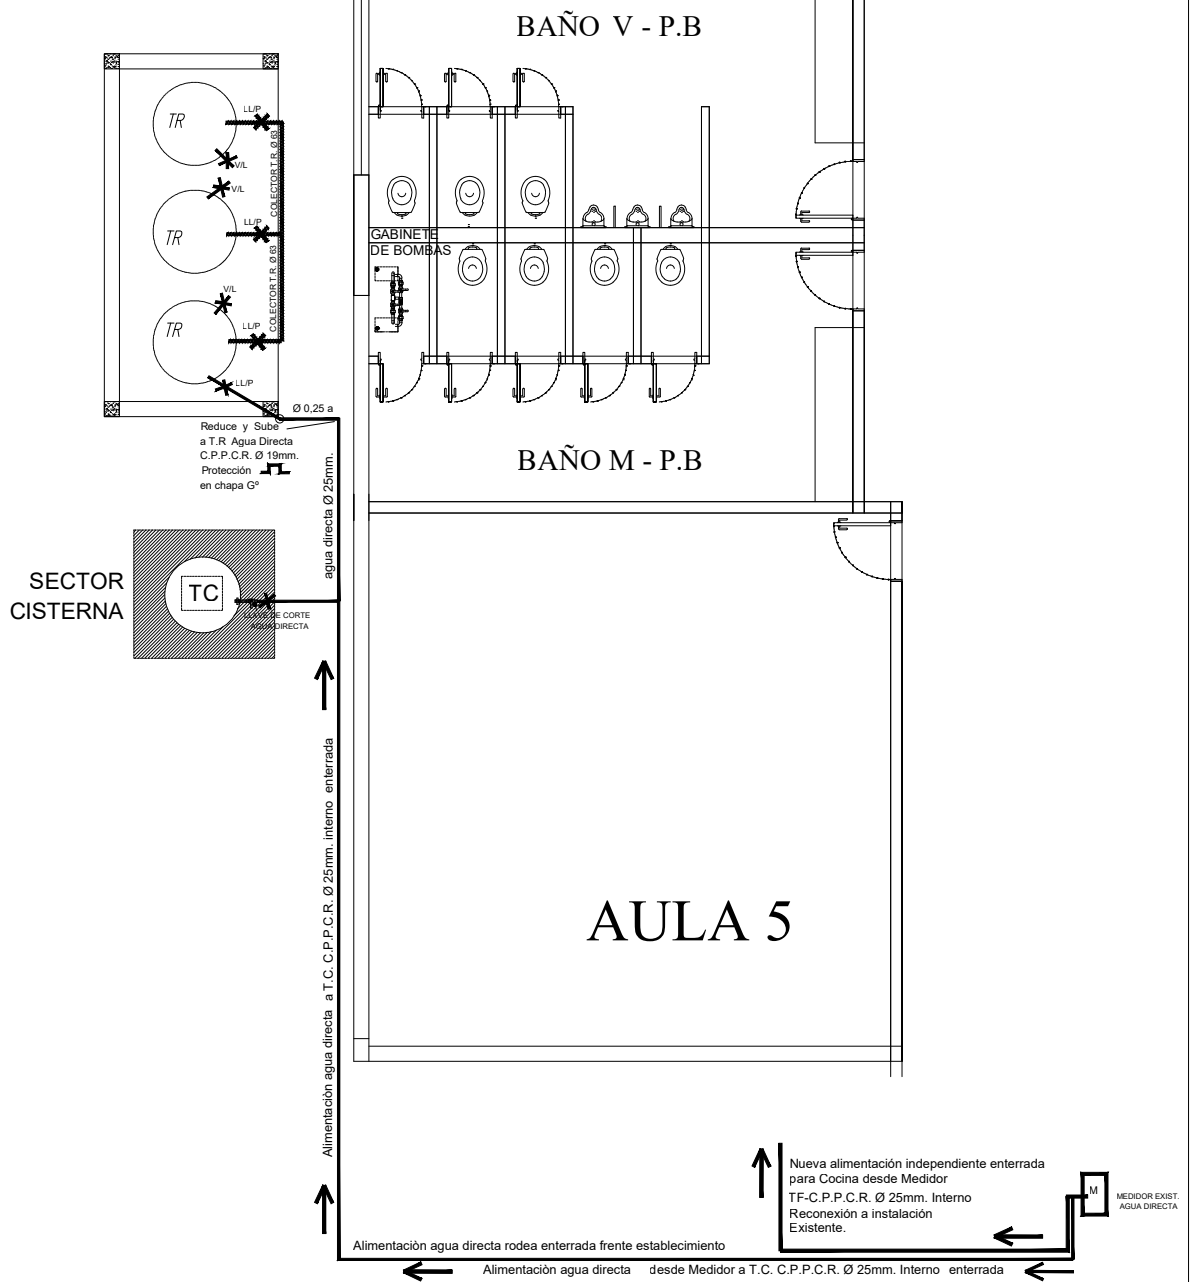 BAÑO V - P.B
TR
LL/P
V/L
V/L
COLECTOR T.R. Ø 63
TR
LL/P
COLECTOR T.R. Ø 63
V/L
TR
LL/P
LL/P
GABINETE
DE BOMBAS
Ø 0,25 a
Reduce y Sube
a T.R Agua Directa
C.P.P.C.R. Ø 19mm.
Protección
en chapa Gº
agua directa Ø 25mm.
BAÑO M - P.B
SECTOR
CISTERNA
TC
LLAVE DE CORTE
AGUA DIRECTA
Alimentaciòn agua directa a T.C. C.P.P.C.R. Ø 25mm. interno enterrada
AULA 5
Nueva alimentación independiente enterrada
para Cocina desde Medidor
TF-C.P.P.C.R. Ø 25mm. Interno
Reconexión a instalación
Existente.
M
MEDIDOR EXIST.
AGUA DIRECTA
Alimentaciòn agua directa rodea enterrada frente establecimiento
Alimentaciòn agua directa desde Medidor a T.C. C.P.P.C.R. Ø 25mm. Interno enterrada